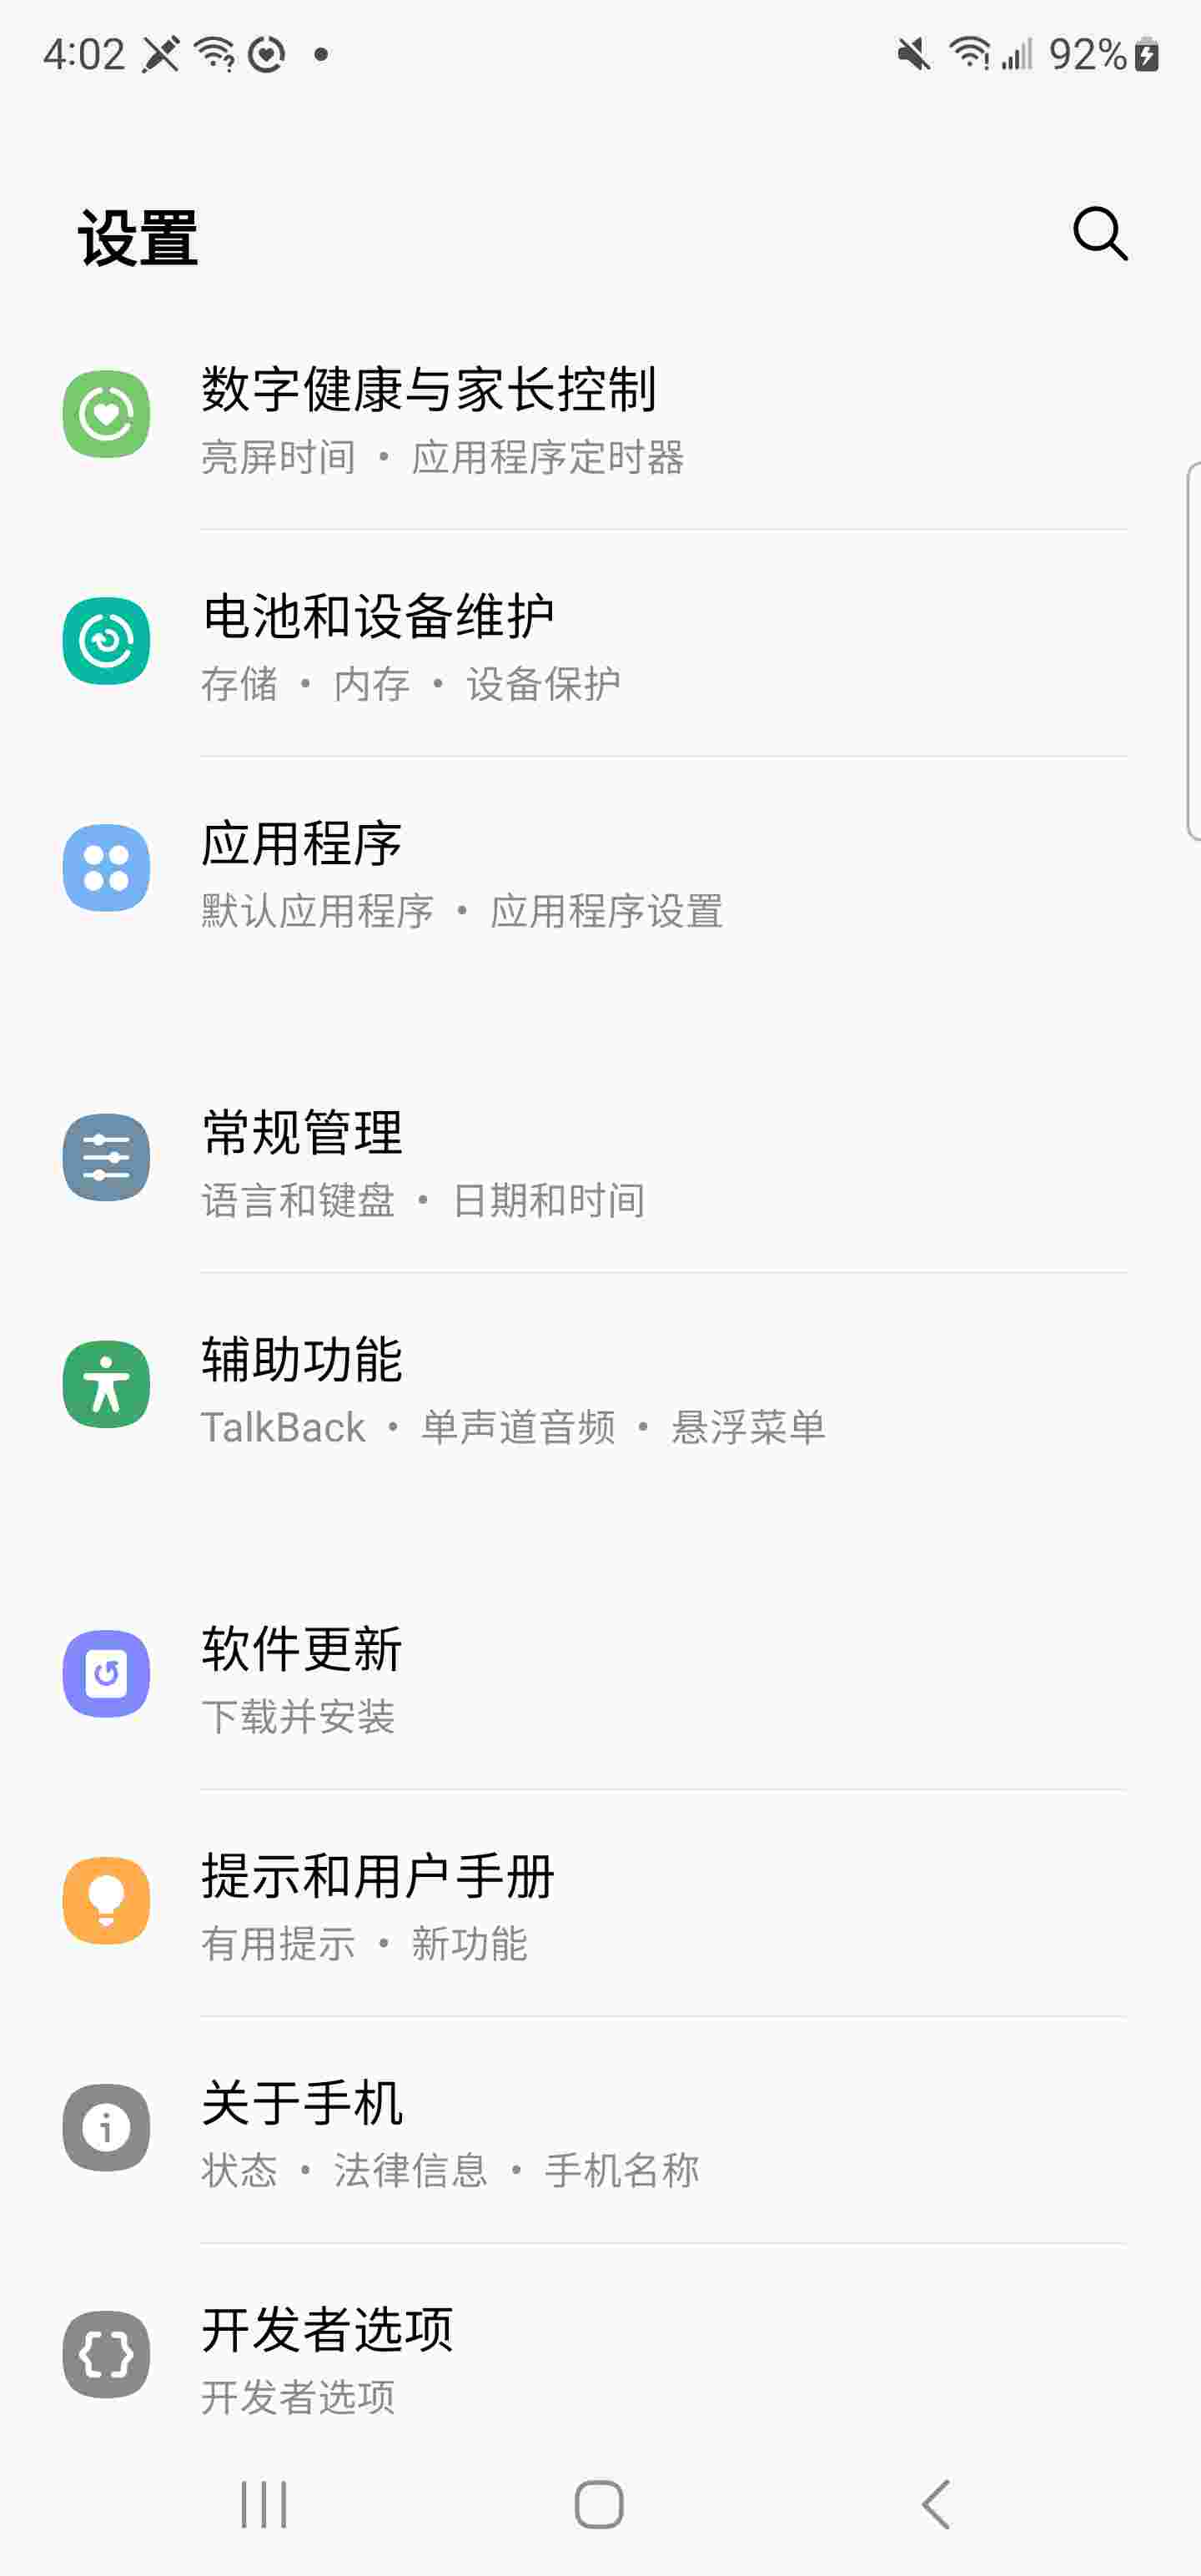 4:02 92%
设置
数字健康与家长控制
亮屏时间 • 应用程序定时器
电池和设备维护
存储 • 内存 • 设备保护
应用程序
默认应用程序 • 应用程序设置
常规管理
语言和键盘 • 日期和时间
辅助功能
TalkBack • 单声道音频 • 悬浮菜单
软件更新
下载并安装
提示和用户手册
有用提示 • 新功能
关于手机
状态 • 法律信息 • 手机名称
开发者选项
开发者选项